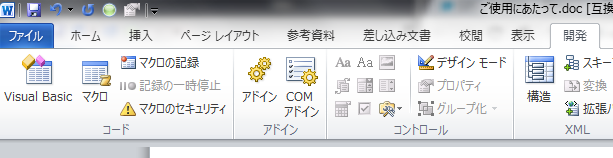 ご使用にあたって.doc [互換
ファイル ホーム 挿入 ページ レイアウト 参考資料 差し込み文書 校閲 表示 開発
Visual Basic
マクロ
マクロの記録
記録の一時停止
マクロのセキュリティ
コード
アドイン
COM
アドイン
アドイン
デザイン モード
プロパティ
グループ化
コントロール
構造
スキー
変換
拡張パ
XML